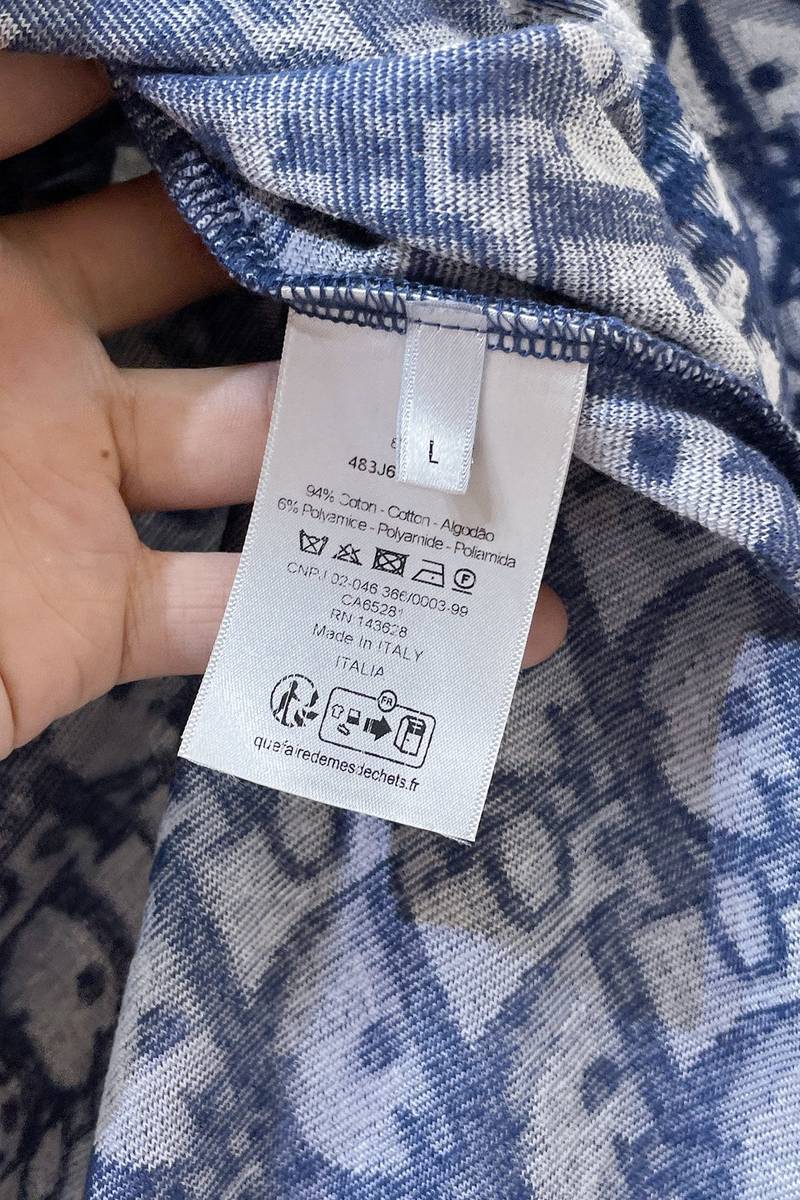 L
483J6
94% Coton - Cotton - Algodão
6% Polyamide - Polyamide - Poliamida
F
CNPJ 02-046 366/0003-99
CA65281
RN 143628
Made in ITALY
ITALIA
FR
quefairedemesdechets.fr